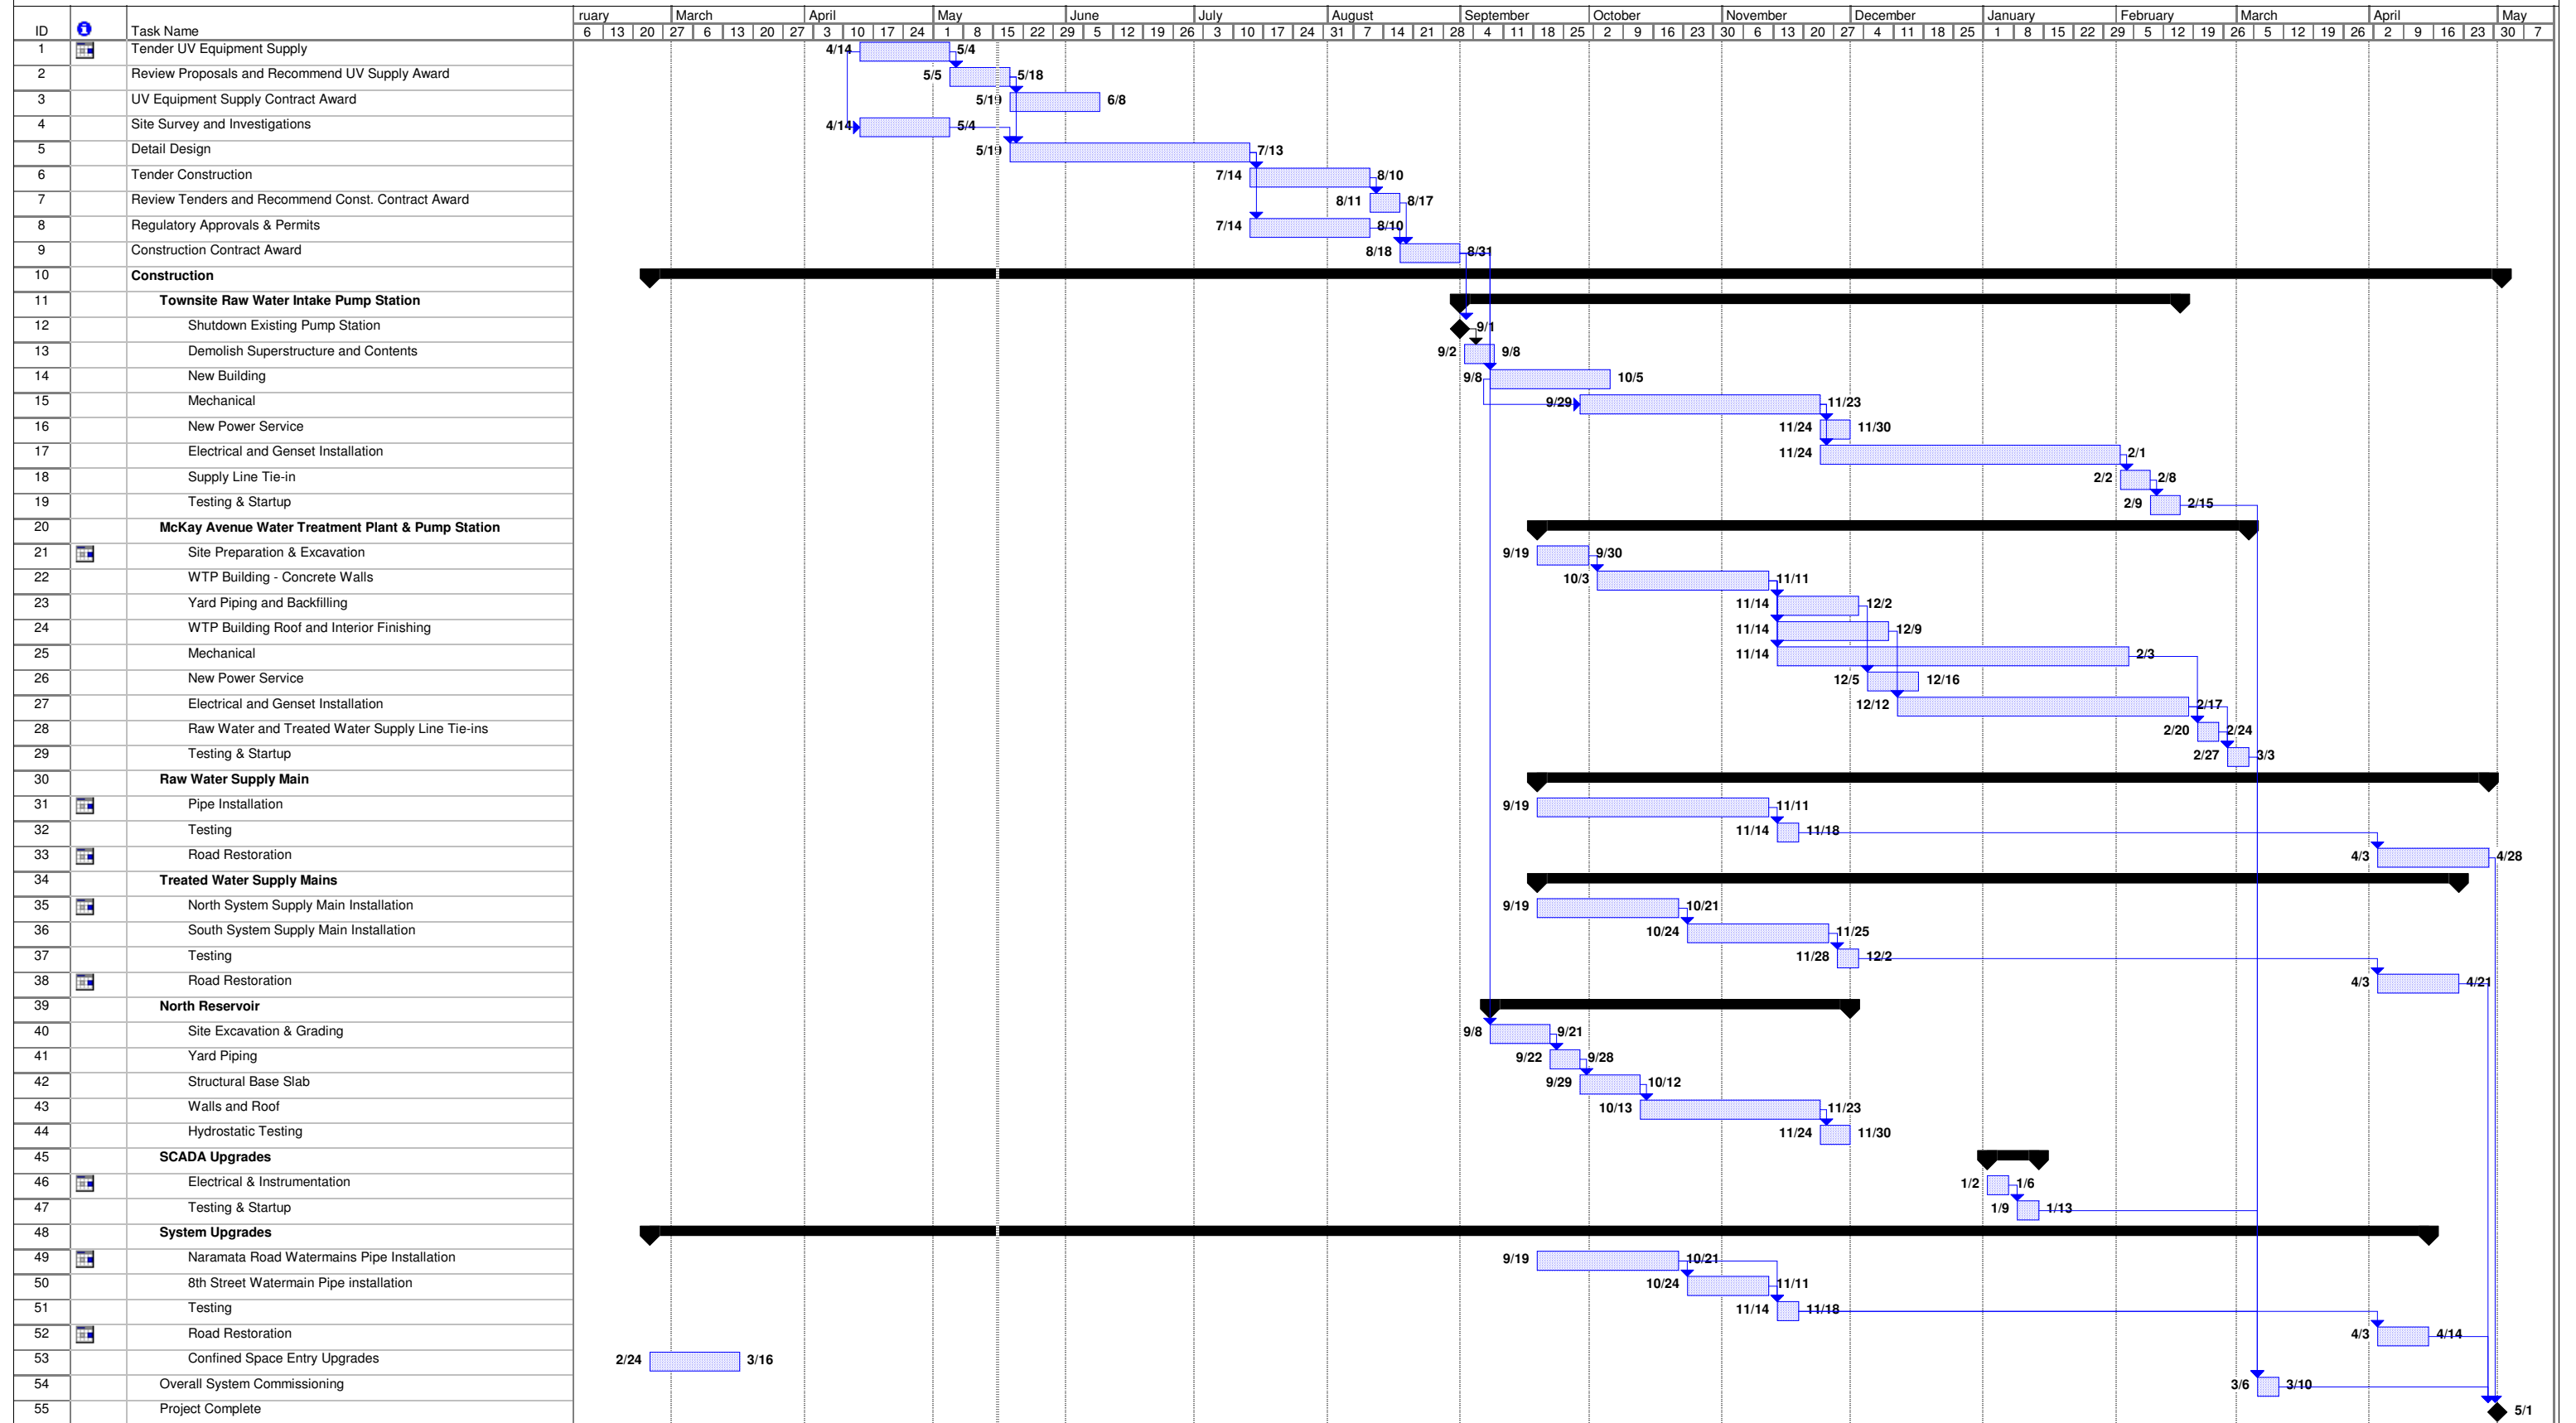 ruary March April May June July August September October November December January February March April May
ID Task Name 6 13 20 27 6 13 20 27 3 10 17 24 1 8 15 22 29 5 12 19 26 3 10 17 24 31 7 14 21 28 4 11 18 25 2 9 16 23 30 6 13 20 27 4 11 18 25 1 8 15 22 29 5 12 19 26 5 12 19 26 2 9 16 23 30 7
1 Tender UV Equipment Supply 4/14 5/4
2 Review Proposals and Recommend UV Supply Award 5/5 5/18
3 UV Equipment Supply Contract Award 5/19 6/8
4 Site Survey and Investigations 4/14 5/4
5 Detail Design 5/19 7/13
6 Tender Construction 7/14 8/10
7 Review Tenders and Recommend Const. Contract Award 8/11 8/17
8 Regulatory Approvals & Permits 7/14 8/10
9 Construction Contract Award 8/18 8/31
10 Construction
11 Townsite Raw Water Intake Pump Station
12 Shutdown Existing Pump Station 9/1
13 Demolish Superstructure and Contents 9/2 9/8
14 New Building 9/8 10/5
15 Mechanical 9/29 11/23
16 New Power Service 11/24 11/30
17 Electrical and Genset Installation 11/24 2/1
18 Supply Line Tie-in 2/2 2/8
19 Testing & Startup 2/9 2/15
20 McKay Avenue Water Treatment Plant & Pump Station
21 Site Preparation & Excavation 9/19 9/30
22 WTP Building - Concrete Walls 10/3 11/11
23 Yard Piping and Backfilling 11/14 12/2
24 WTP Building Roof and Interior Finishing 11/14 12/9
25 Mechanical 11/14 2/3
26 New Power Service 12/5 12/16
27 Electrical and Genset Installation 12/12 2/17
28 Raw Water and Treated Water Supply Line Tie-ins 2/20 2/24
29 Testing & Startup 2/27 3/3
30 Raw Water Supply Main
31 Pipe Installation 9/19 11/11
32 Testing 11/14 11/18
33 Road Restoration 4/3 4/28
34 Treated Water Supply Mains
35 North System Supply Main Installation 9/19 10/21
36 South System Supply Main Installation 10/24 11/25
37 Testing 11/28 12/2
38 Road Restoration 4/3 4/21
39 North Reservoir
40 Site Excavation & Grading 9/8 9/21
41 Yard Piping 9/22 9/28
42 Structural Base Slab 9/29 10/12
43 Walls and Roof 10/13 11/23
44 Hydrostatic Testing 11/24 11/30
45 SCADA Upgrades
46 Electrical & Instrumentation 1/2 1/6
47 Testing & Startup 1/9 1/13
48 System Upgrades
49 Naramata Road Watermains Pipe Installation 9/19 10/21
50 8th Street Watermain Pipe installation 10/24 11/11
51 Testing 11/14 11/18
52 Road Restoration 4/3 4/14
53 Confined Space Entry Upgrades 2/24 3/16
54 Overall System Commissioning 3/6 3/10
55 Project Complete 5/1